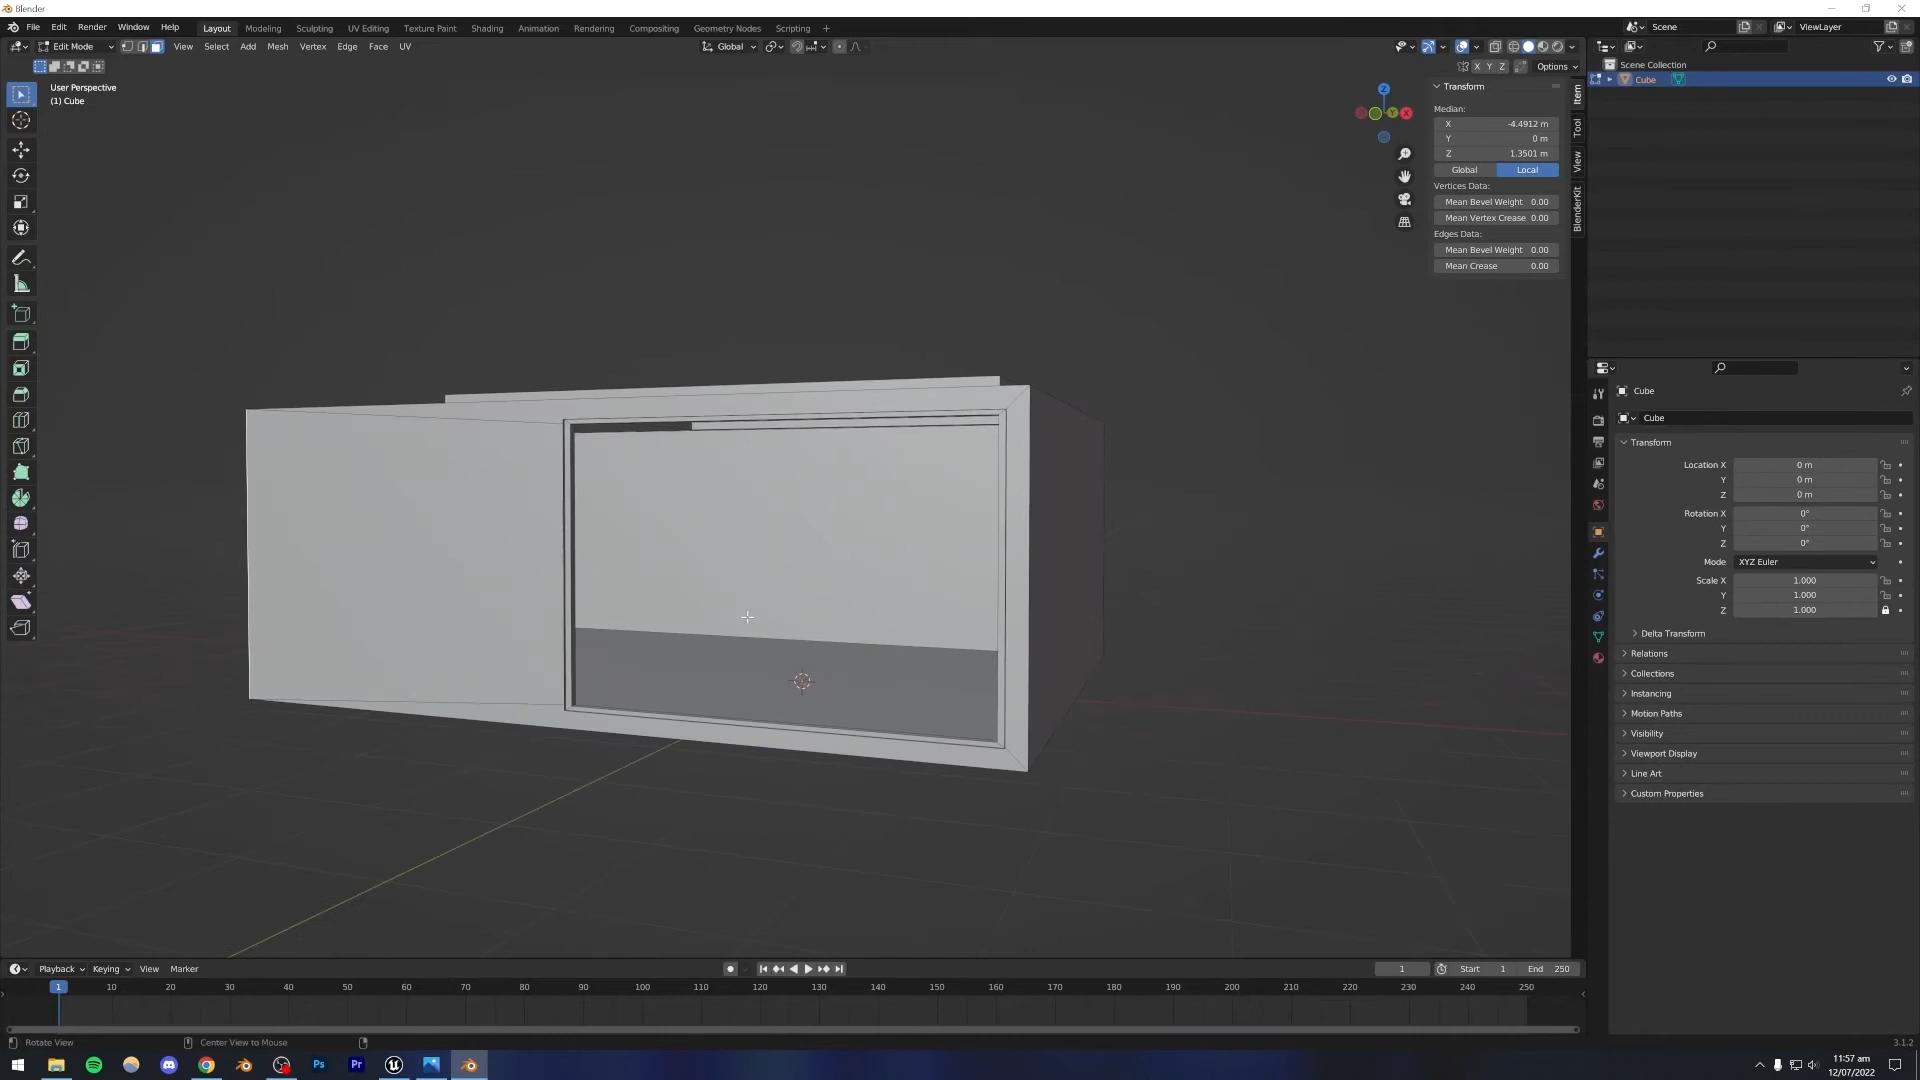 Blender
File Edit Render Window Help Layout Modeling Sculpting UV Editing Texture Paint Shading Animation Rendering Compositing Geometry Nodes Scripting + Scene ViewLayer
Edit Mode View Select Add Mesh Vertex Edge Face UV Global
X Y Z Options
User Perspective
(1) Cube
Scene Collection
Cube
Transform
Median:
X -4.4912 m
Y 0 m
Z 1.3501 m
Global Local
Vertices Data:
Mean Bevel Weight 0.00
Mean Vertex Crease 0.00
Edges Data:
Mean Bevel Weight 0.00
Mean Crease 0.00
Item
Tool
View
BlenderKit
Z
Y
X
Cube
Cube
Transform
Location X 0 m
Y 0 m
Z 0 m
Rotation X 0°
Y 0°
Z 0°
Mode XYZ Euler
Scale X 1.000
Y 1.000
Z 1.000
Delta Transform
Relations
Collections
Instancing
Motion Paths
Visibility
Viewport Display
Line Art
Custom Properties
Playback Keying View Marker 1 Start 1 End 250
1 10 20 30 40 50 60 70 80 90 100 110 120 130 140 150 160 170 180 190 200 210 220 230 240 250
Rotate View Center View to Mouse 3.1.2
Ps Pr
11:57 am
12/07/2022